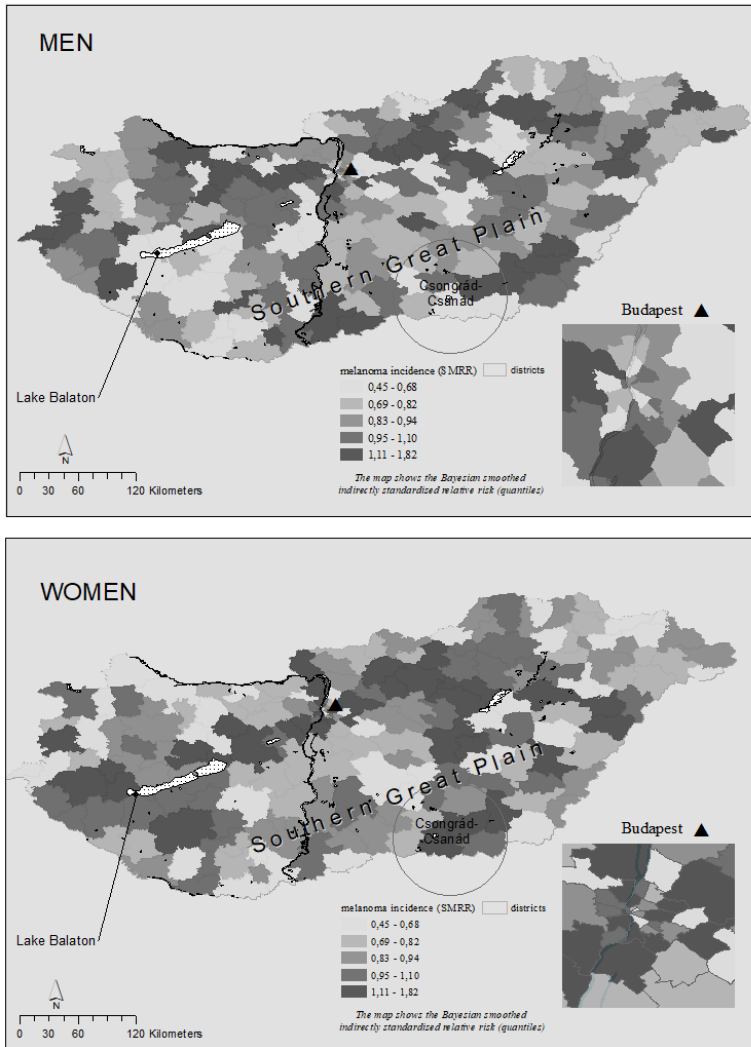 MEN
Southern Great Plain
Csongrád-
Csanád
Budapest ▲
melanoma incidence (SMRR) districts
0,45 - 0,68
0,69 - 0,82
0,83 - 0,94
0,95 - 1,10
1,11 - 1,82
Lake Balaton
N
0 30 60 120 Kilometers
The map shows the Bayesian smoothed
indirectly standardised relative risk (quantiles)
WOMEN
Southern Great Plain
Csongrád-
Csanád
Budapest ▲
melanoma incidence (SMRR) districts
0,45 - 0,68
0,69 - 0,82
0,83 - 0,94
0,95 - 1,10
1,11 - 1,82
Lake Balaton
N
0 30 60 120 Kilometers
The map shows the Bayesian smoothed
indirectly standardised relative risk (quantiles)